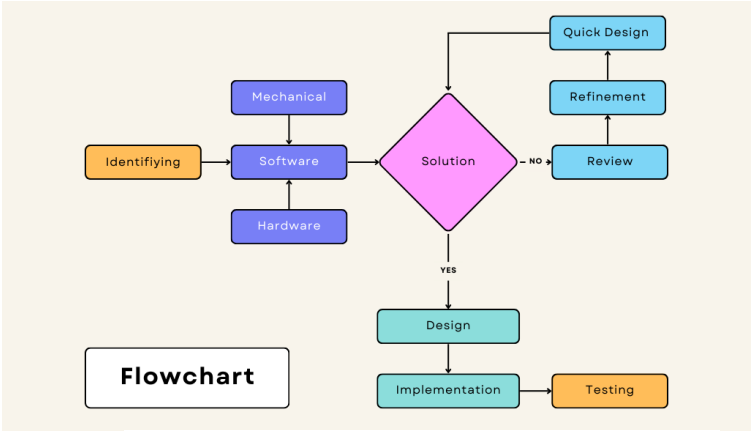 Quick Design
Mechanical
Refinement
Identifiying
Software
Solution
NO
Review
Hardware
YES
Design
Flowchart
Implementation
Testing